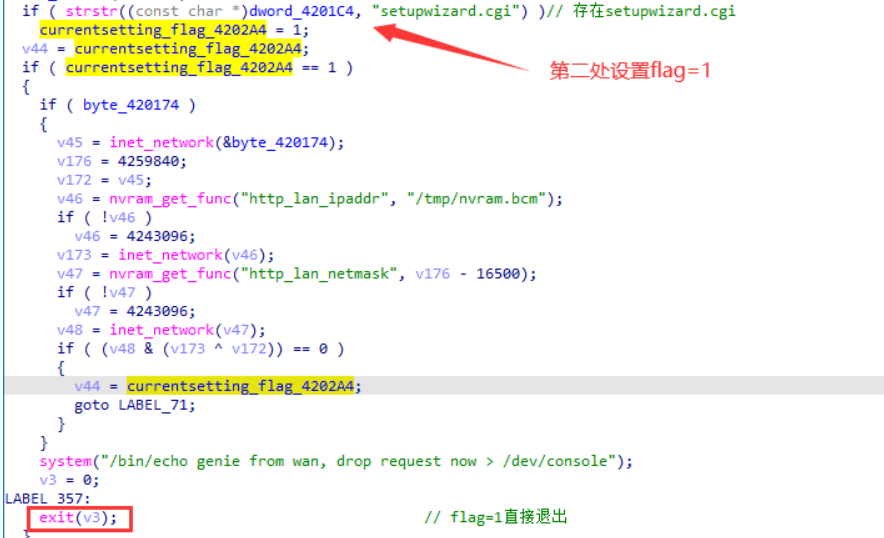 if ( strstr((const char *)dword_4201C4, "setupwizard.cgi") )// 存在setupwizard.cgi
currentsetting_flag_4202A4 = 1;
v44 = currentsetting_flag_4202A4;
第二处设置flag=1
if ( currentsetting_flag_4202A4 == 1 )
{
if ( byte_420174 )
{
v45 = inet_network(&byte_420174);
v176 = 4259840;
v172 = v45;
v46 = nvram_get_func("http_lan_ipaddr", "/tmp/nvram.bcm");
if ( !v46 )
v46 = 4243096;
v173 = inet_network(v46);
v47 = nvram_get_func("http_lan_netmask", v176 - 16500);
if ( !v47 )
v47 = 4243096;
v48 = inet_network(v47);
if ( (v48 & (v173 ^ v172)) == 0 )
{
v44 = currentsetting_flag_4202A4;
goto LABEL_71;
}
}
system("/bin/echo genie from wan, drop request now > /dev/console");
v3 = 0;
LABEL_357:
exit(v3); // flag=1直接退出
}